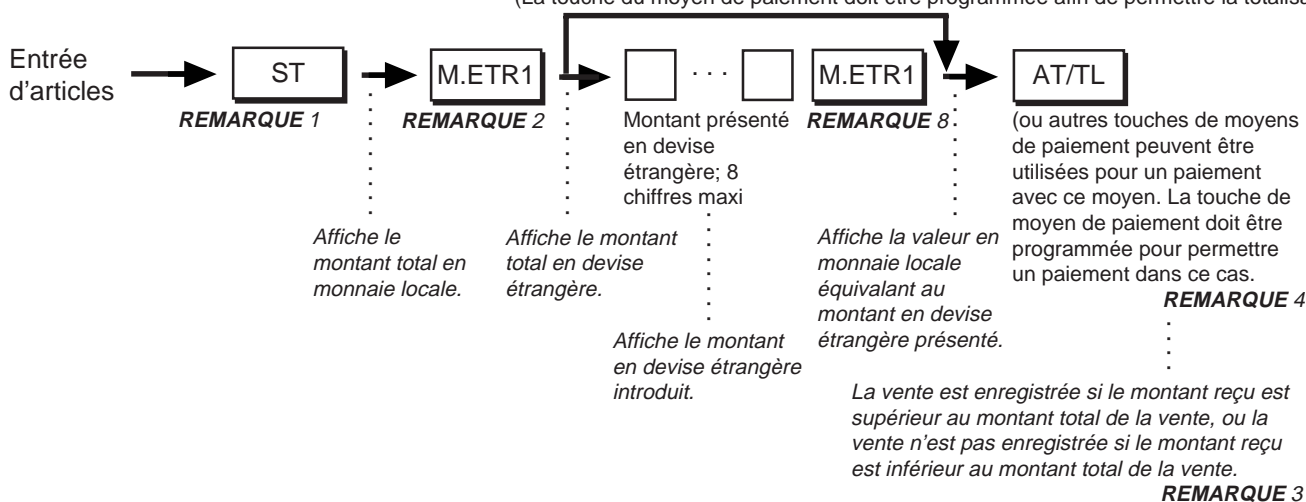 (La touche du moyen de paiement doit être programmée afin de permettre la totalisa
Entrée
d'articles
ST
M.ETR1
. . .
M.ETR1
AT/TL
REMARQUE 1
REMARQUE 2
Montant présenté
en devise
étrangère; 8
chiffres maxi
REMARQUE 8
(ou autres touches de moyens
de paiement peuvent être
utilisées pour un paiement
avec ce moyen. La touche de
moyen de paiement doit être
programmée pour permettre
un paiement dans ce cas.
REMARQUE 4
Affiche le
montant total en
monnaie locale.
Affiche le montant
total en devise
étrangère.
Affiche le montant
en devise étrangère
introduit.
Affiche la valeur en
monnaie locale
équivalant au
montant en devise
étrangère présenté.
La vente est enregistrée si le montant reçu est
supérieur au montant total de la vente, ou la
vente n'est pas enregistrée si le montant reçu
est inférieur au montant total de la vente.
REMARQUE 3